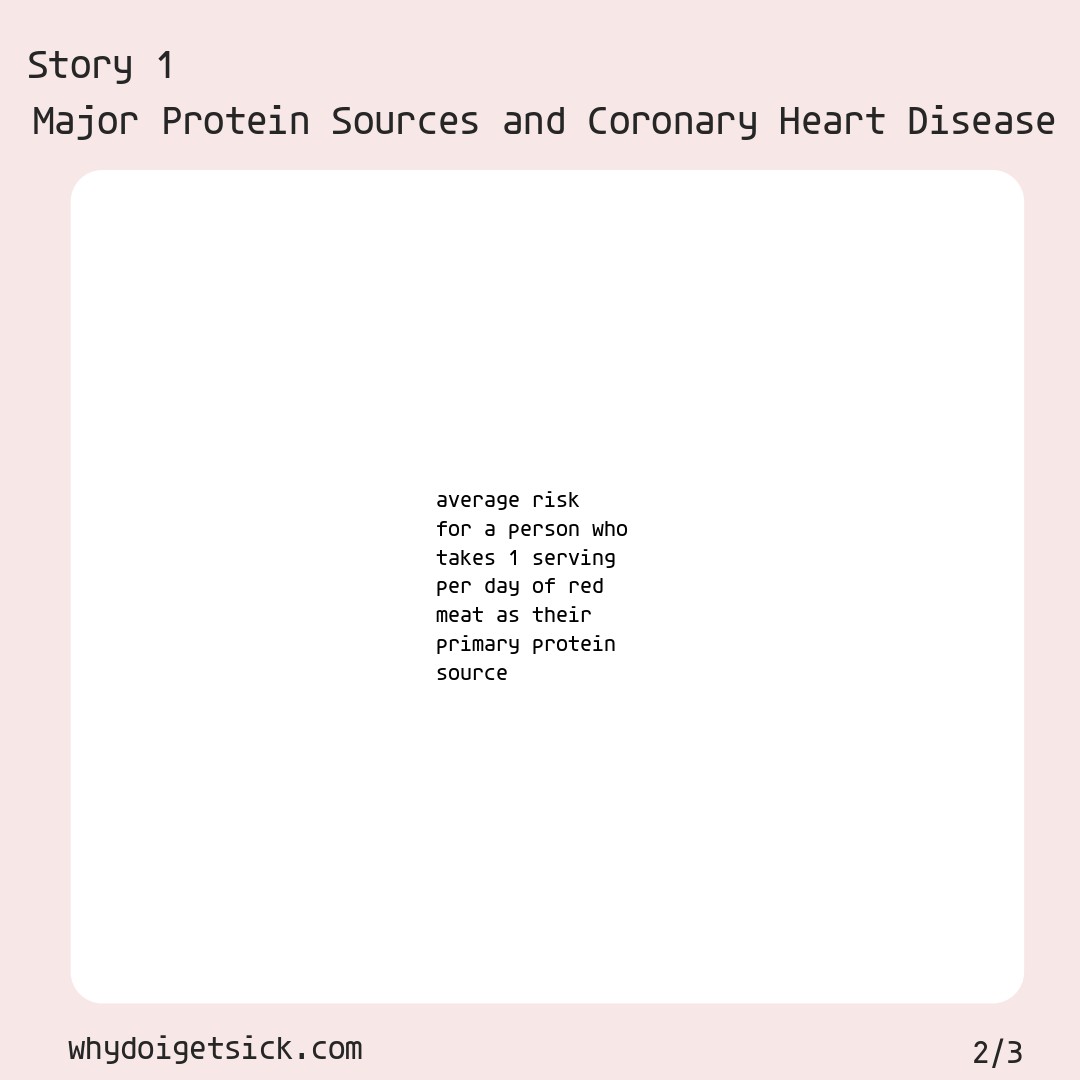 Story 1
Major Protein Sources and Coronary Heart Disease
average risk
for a person who
takes 1 serving
per day of red
meat as their
primary protein
source
whydoigetsick.com
2/3